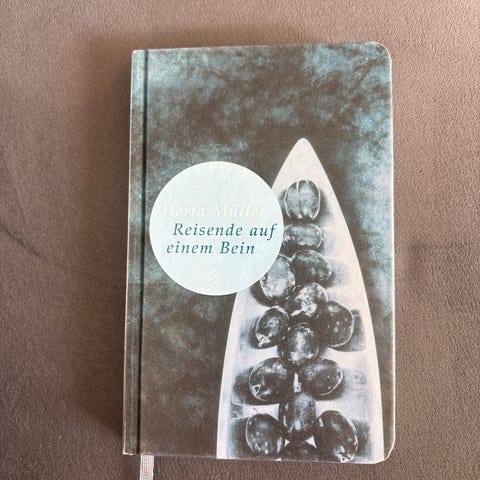 Herta Müller
Reisende auf
einem Bein